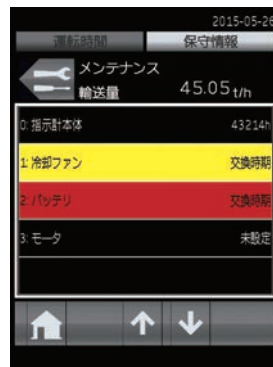 2015-05-26
運転時間 保守情報
メンテナンス
輸送量 45.05 t/h
0: 指示計本体 43214h
1: 冷却ファン 交換時期
2: バッテリ 交換時期
3: モータ 未設定